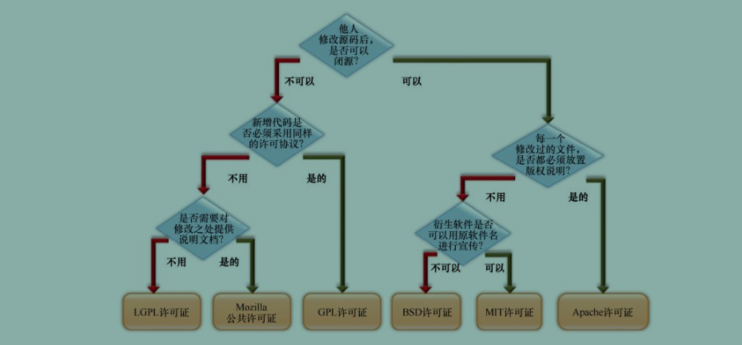 他人
修改源码后，
是否可以
闭源？
不可以
可以
新增代码是
否必须采用同样
的许可协议？
每一个
修改过的文件，
是否都必须放置
版权说明？
不用
是的
不用
是的
是否需要对
修改之处提供
说明文档？
衍生软件是否
可以用原软件名
进行宣传？
不用
是的
不可以
可以
LGPL许可证
Mozilla
公共许可证
GPL许可证
BSD许可证
MIT许可证
Apache许可证